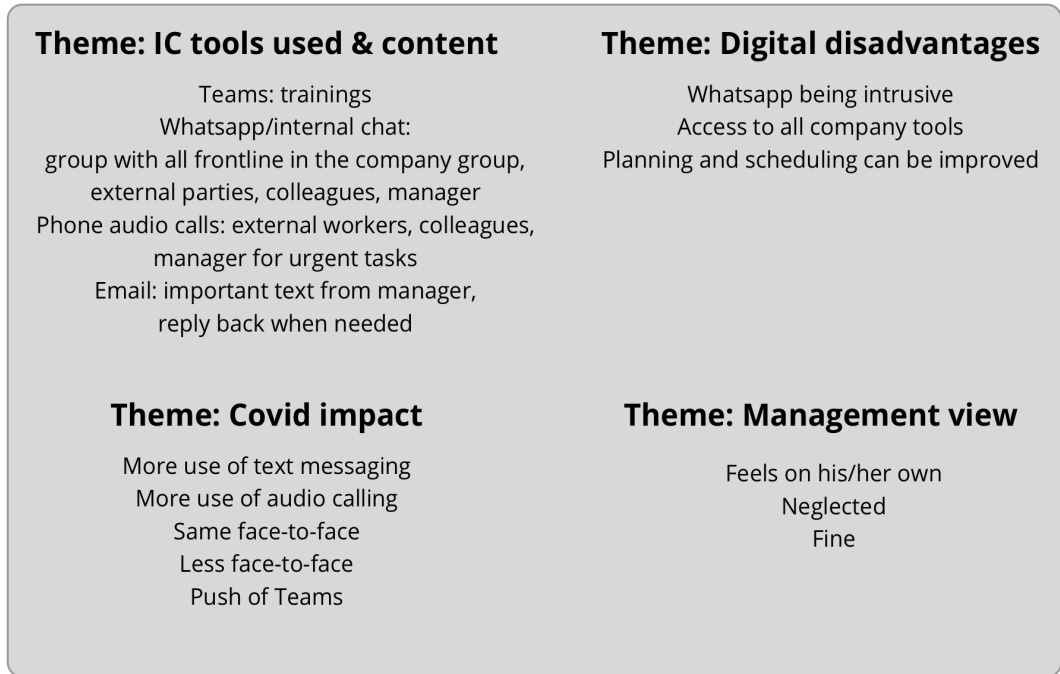 Theme: IC tools used & content
Teams: trainings
Whatsapp/internal chat:
group with all frontline in the company group,
external parties, colleagues, manager
Phone audio calls: external workers, colleagues,
manager for urgent tasks
Email: important text from manager,
reply back when needed
Theme: Digital disadvantages
Whatsapp being intrusive
Access to all company tools
Planning and scheduling can be improved
Theme: Covid impact
More use of text messaging
More use of audio calling
Same face-to-face
Less face-to-face
Push of Teams
Theme: Management view
Feels on his/her own
Neglected
Fine